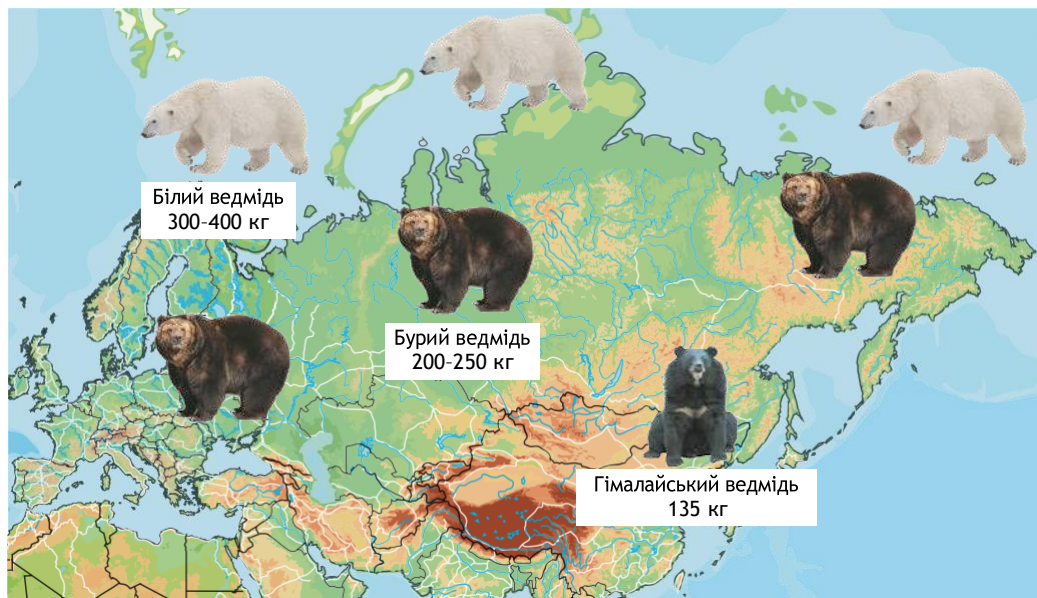 Білий ведмідь
300-400 кг
Бурий ведмідь
200-250 кг
Гімалайський ведмідь
135 кг